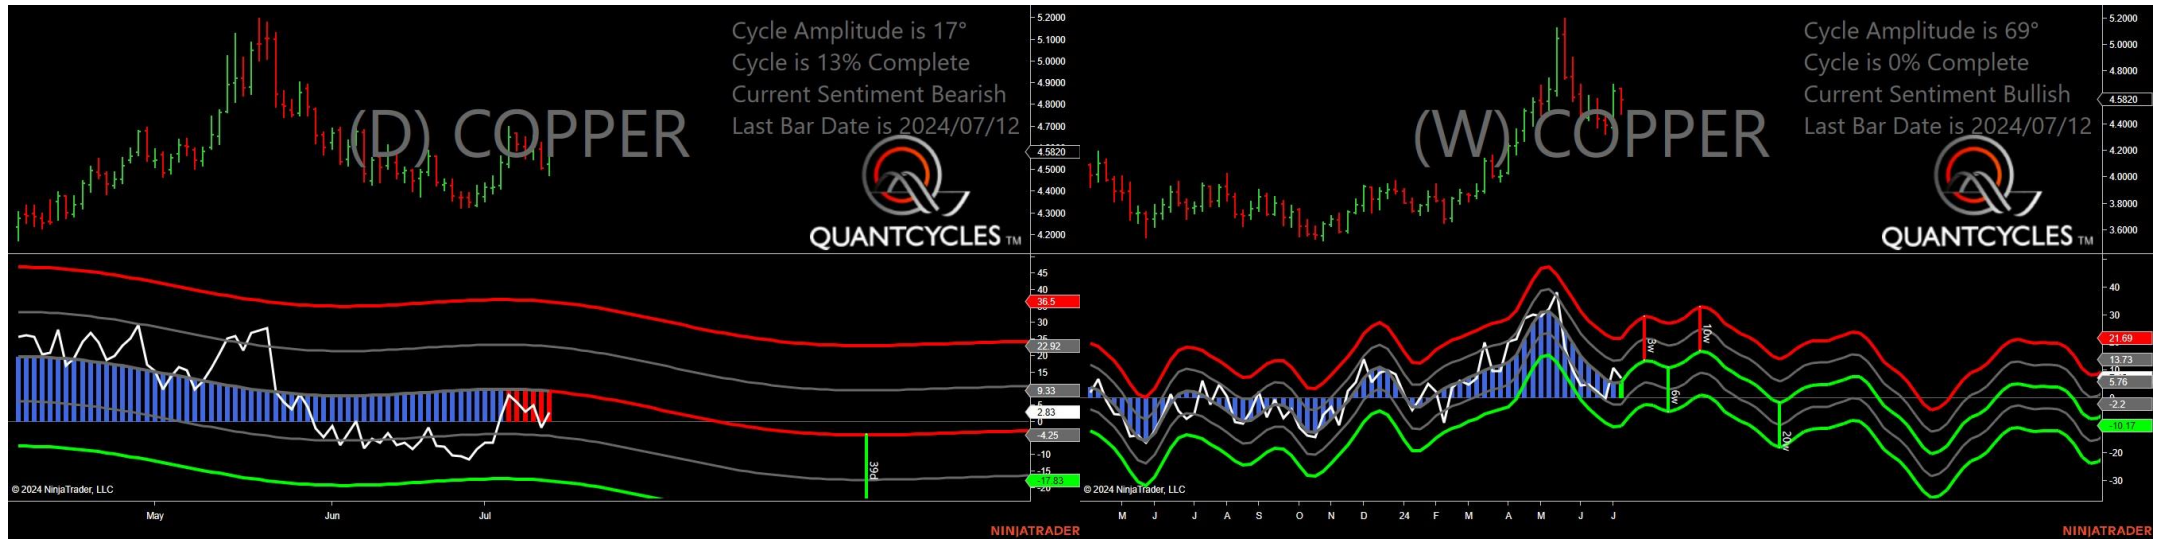 Cycle Amplitude is 17°
Cycle is 13% Complete
Current Sentiment Bearish
Last Bar Date is 2024/07/12
(D) COPPER
QUANTCYCLES TM
5.2000
5.1000
5.0000
4.9000
4.8000
4.7000
4.5820
4.5000
4.4000
4.3000
4.2000
45
40
36.5
30
25
22.92
20
15
9.33
5
2.83
0
-4.25
-10
-15
-17.83
-20
39d
© 2024 NinjaTrader, LLC
May Jun Jul
NINJATRADER
Cycle Amplitude is 69°
Cycle is 0% Complete
Current Sentiment Bullish
Last Bar Date is 2024/07/12
(W) COPPER
QUANTCYCLES TM
5.2000
5.0000
4.8000
4.5820
4.4000
4.2000
4.0000
3.8000
3.6000
40
30
21.69
13.73
10
5.76
-2.2
-10.17
-20
-30
3w
10w
6w
20w
© 2024 NinjaTrader, LLC
M J J A S O N D 24 F M A M J J
NINJATRADER